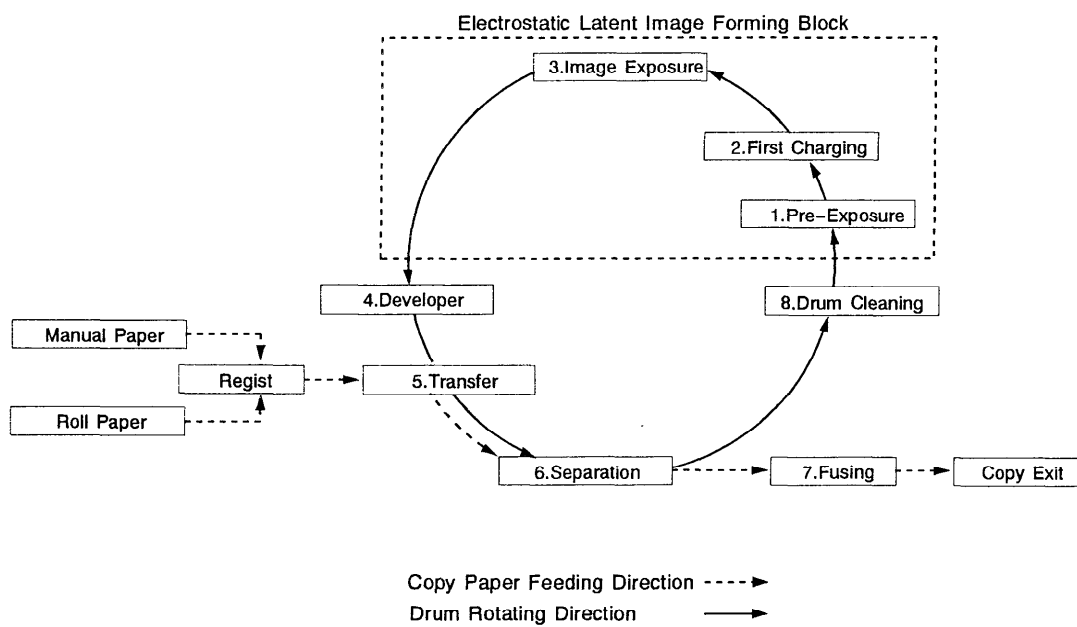 Electrostatic Latent Image Forming Block
3.Image Exposure
2.First Charging
1.Pre-Exposure
4.Developer
8.Drum Cleaning
Manual Paper
Regist
5.Transfer
Roll Paper
6.Separation
7.Fusing
Copy Exit
Copy Paper Feeding Direction
Drum Rotating Direction